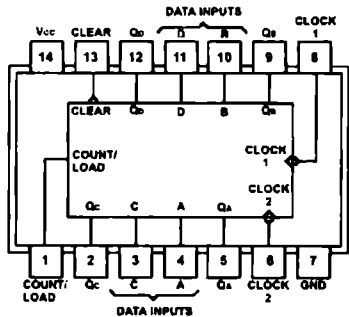 DATA INPUTS
CLOCK
Vcc CLEAR QD D B QB 1
14 13 12 11 10 9 8
CLEAR QD D B QB
COUNT/
LOAD
CLOCK
1
CLOCK
2
QC C A QA
1 2 3 4 5 6 7
COUNT/ QC C A QA CLOCK GND
LOAD 2
DATA INPUTS